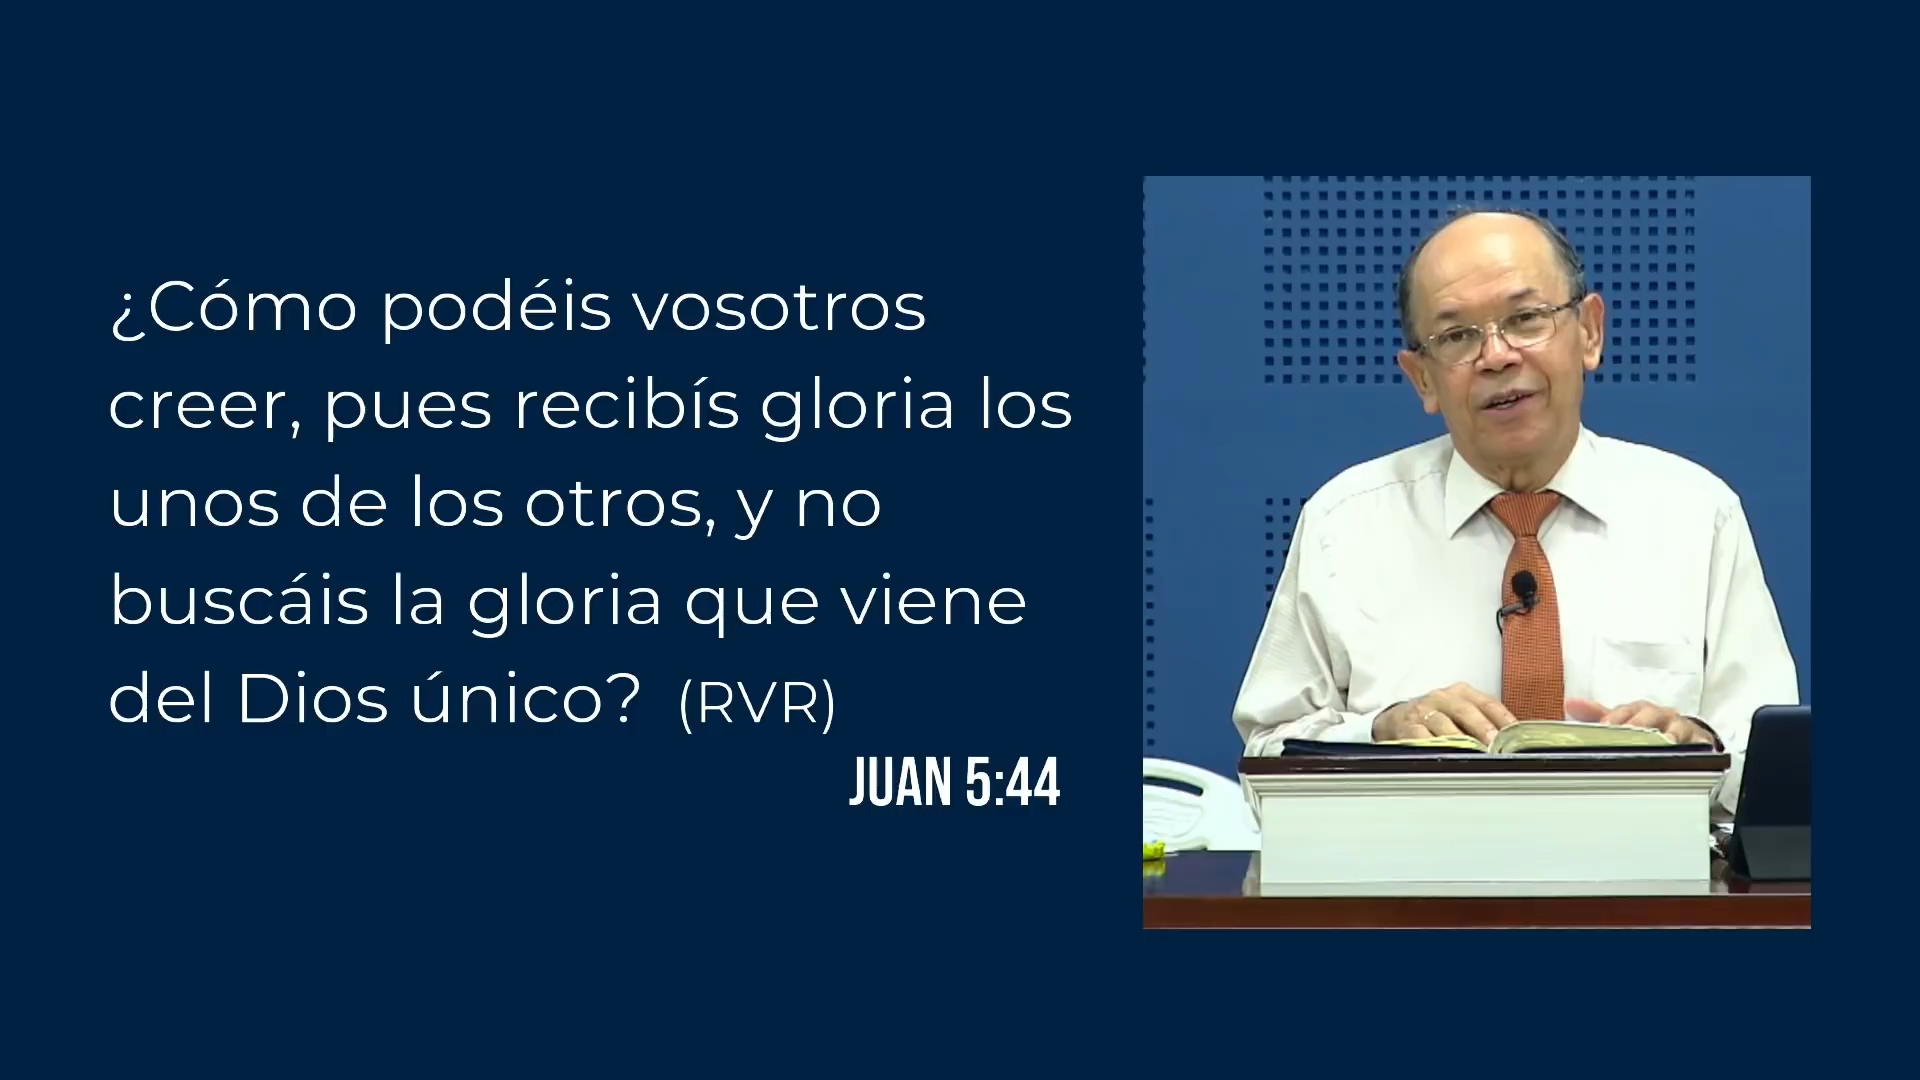 ¿Cómo podéis vosotros
creer, pues recibís gloria los
unos de los otros, y no
buscáis la gloria que viene
del Dios único? (RVR)
JUAN 5:44